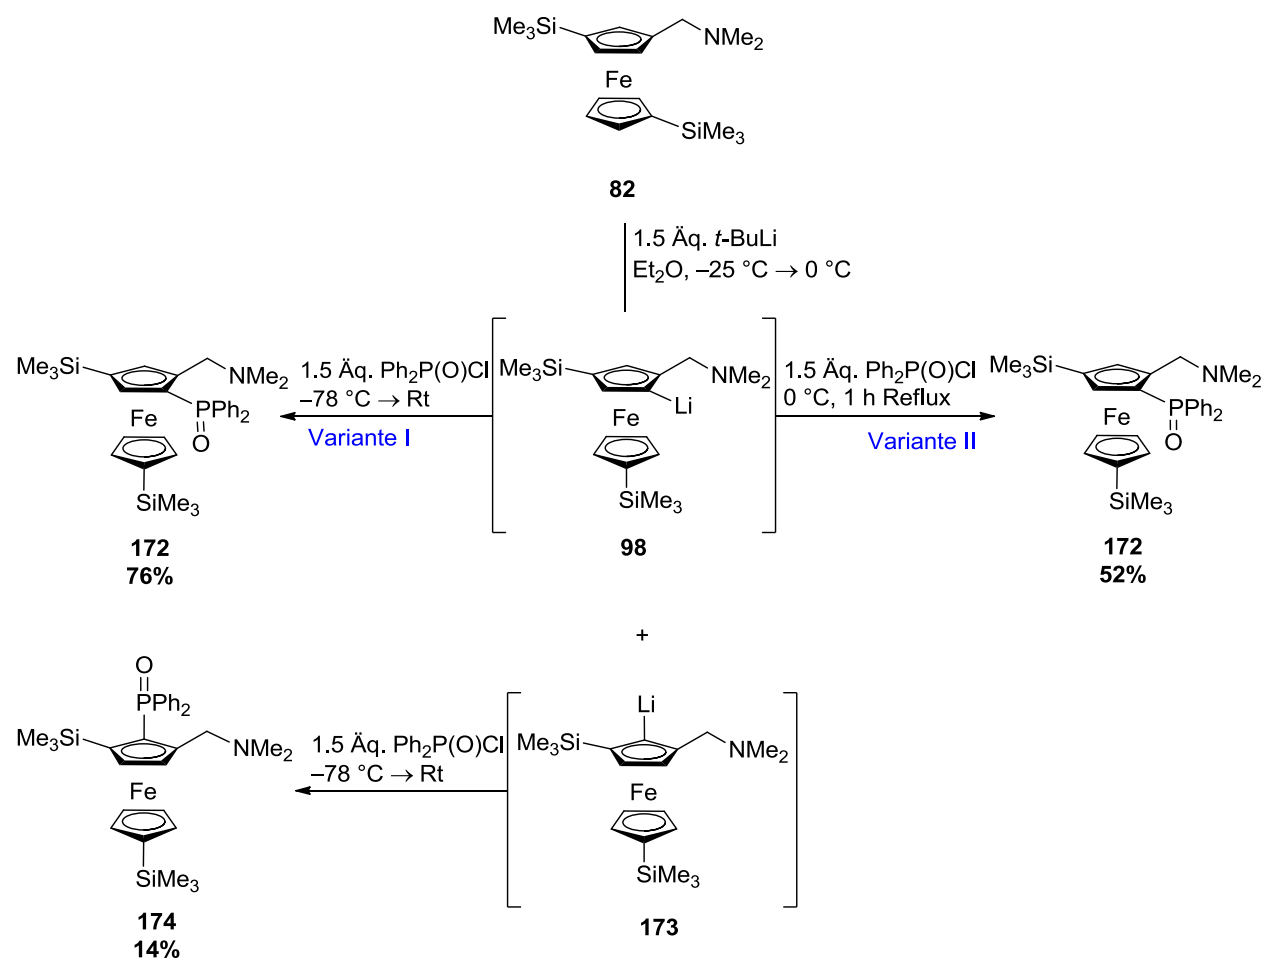 Me3Si
NMe2
Fe
SiMe3
82
1.5 Äq. t-BuLi
Et2O, –25 °C → 0 °C
Me3Si
NMe2
PPh2
O
Fe
SiMe3
172
76%
1.5 Äq. Ph2P(O)Cl
–78 °C → Rt
Variante I
Me3Si
NMe2
Li
Fe
SiMe3
98
1.5 Äq. Ph2P(O)Cl
0 °C, 1 h Reflux
Variante II
Me3Si
NMe2
PPh2
O
Fe
SiMe3
172
52%
+
O
PPh2
Me3Si
NMe2
Fe
SiMe3
174
14%
1.5 Äq. Ph2P(O)Cl
–78 °C → Rt
Li
Me3Si
NMe2
Fe
SiMe3
173